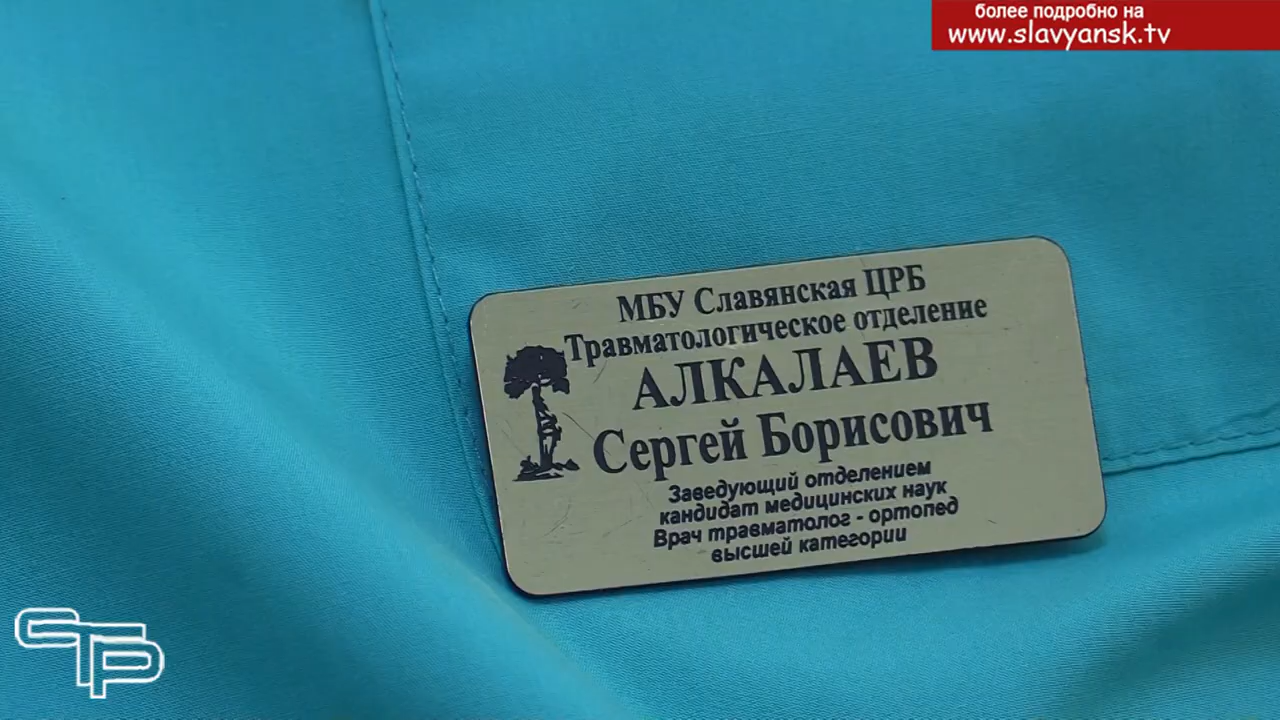 более подробно на
www.slavyansk.tv
МБУ Славянская ЦРБ
Травматологическое отделение
АЛКАЛАЕВ
Сергей Борисович
Заведующий отделением
кандидат медицинских наук
Врач травматолог - ортопед
высшей категории
СТР